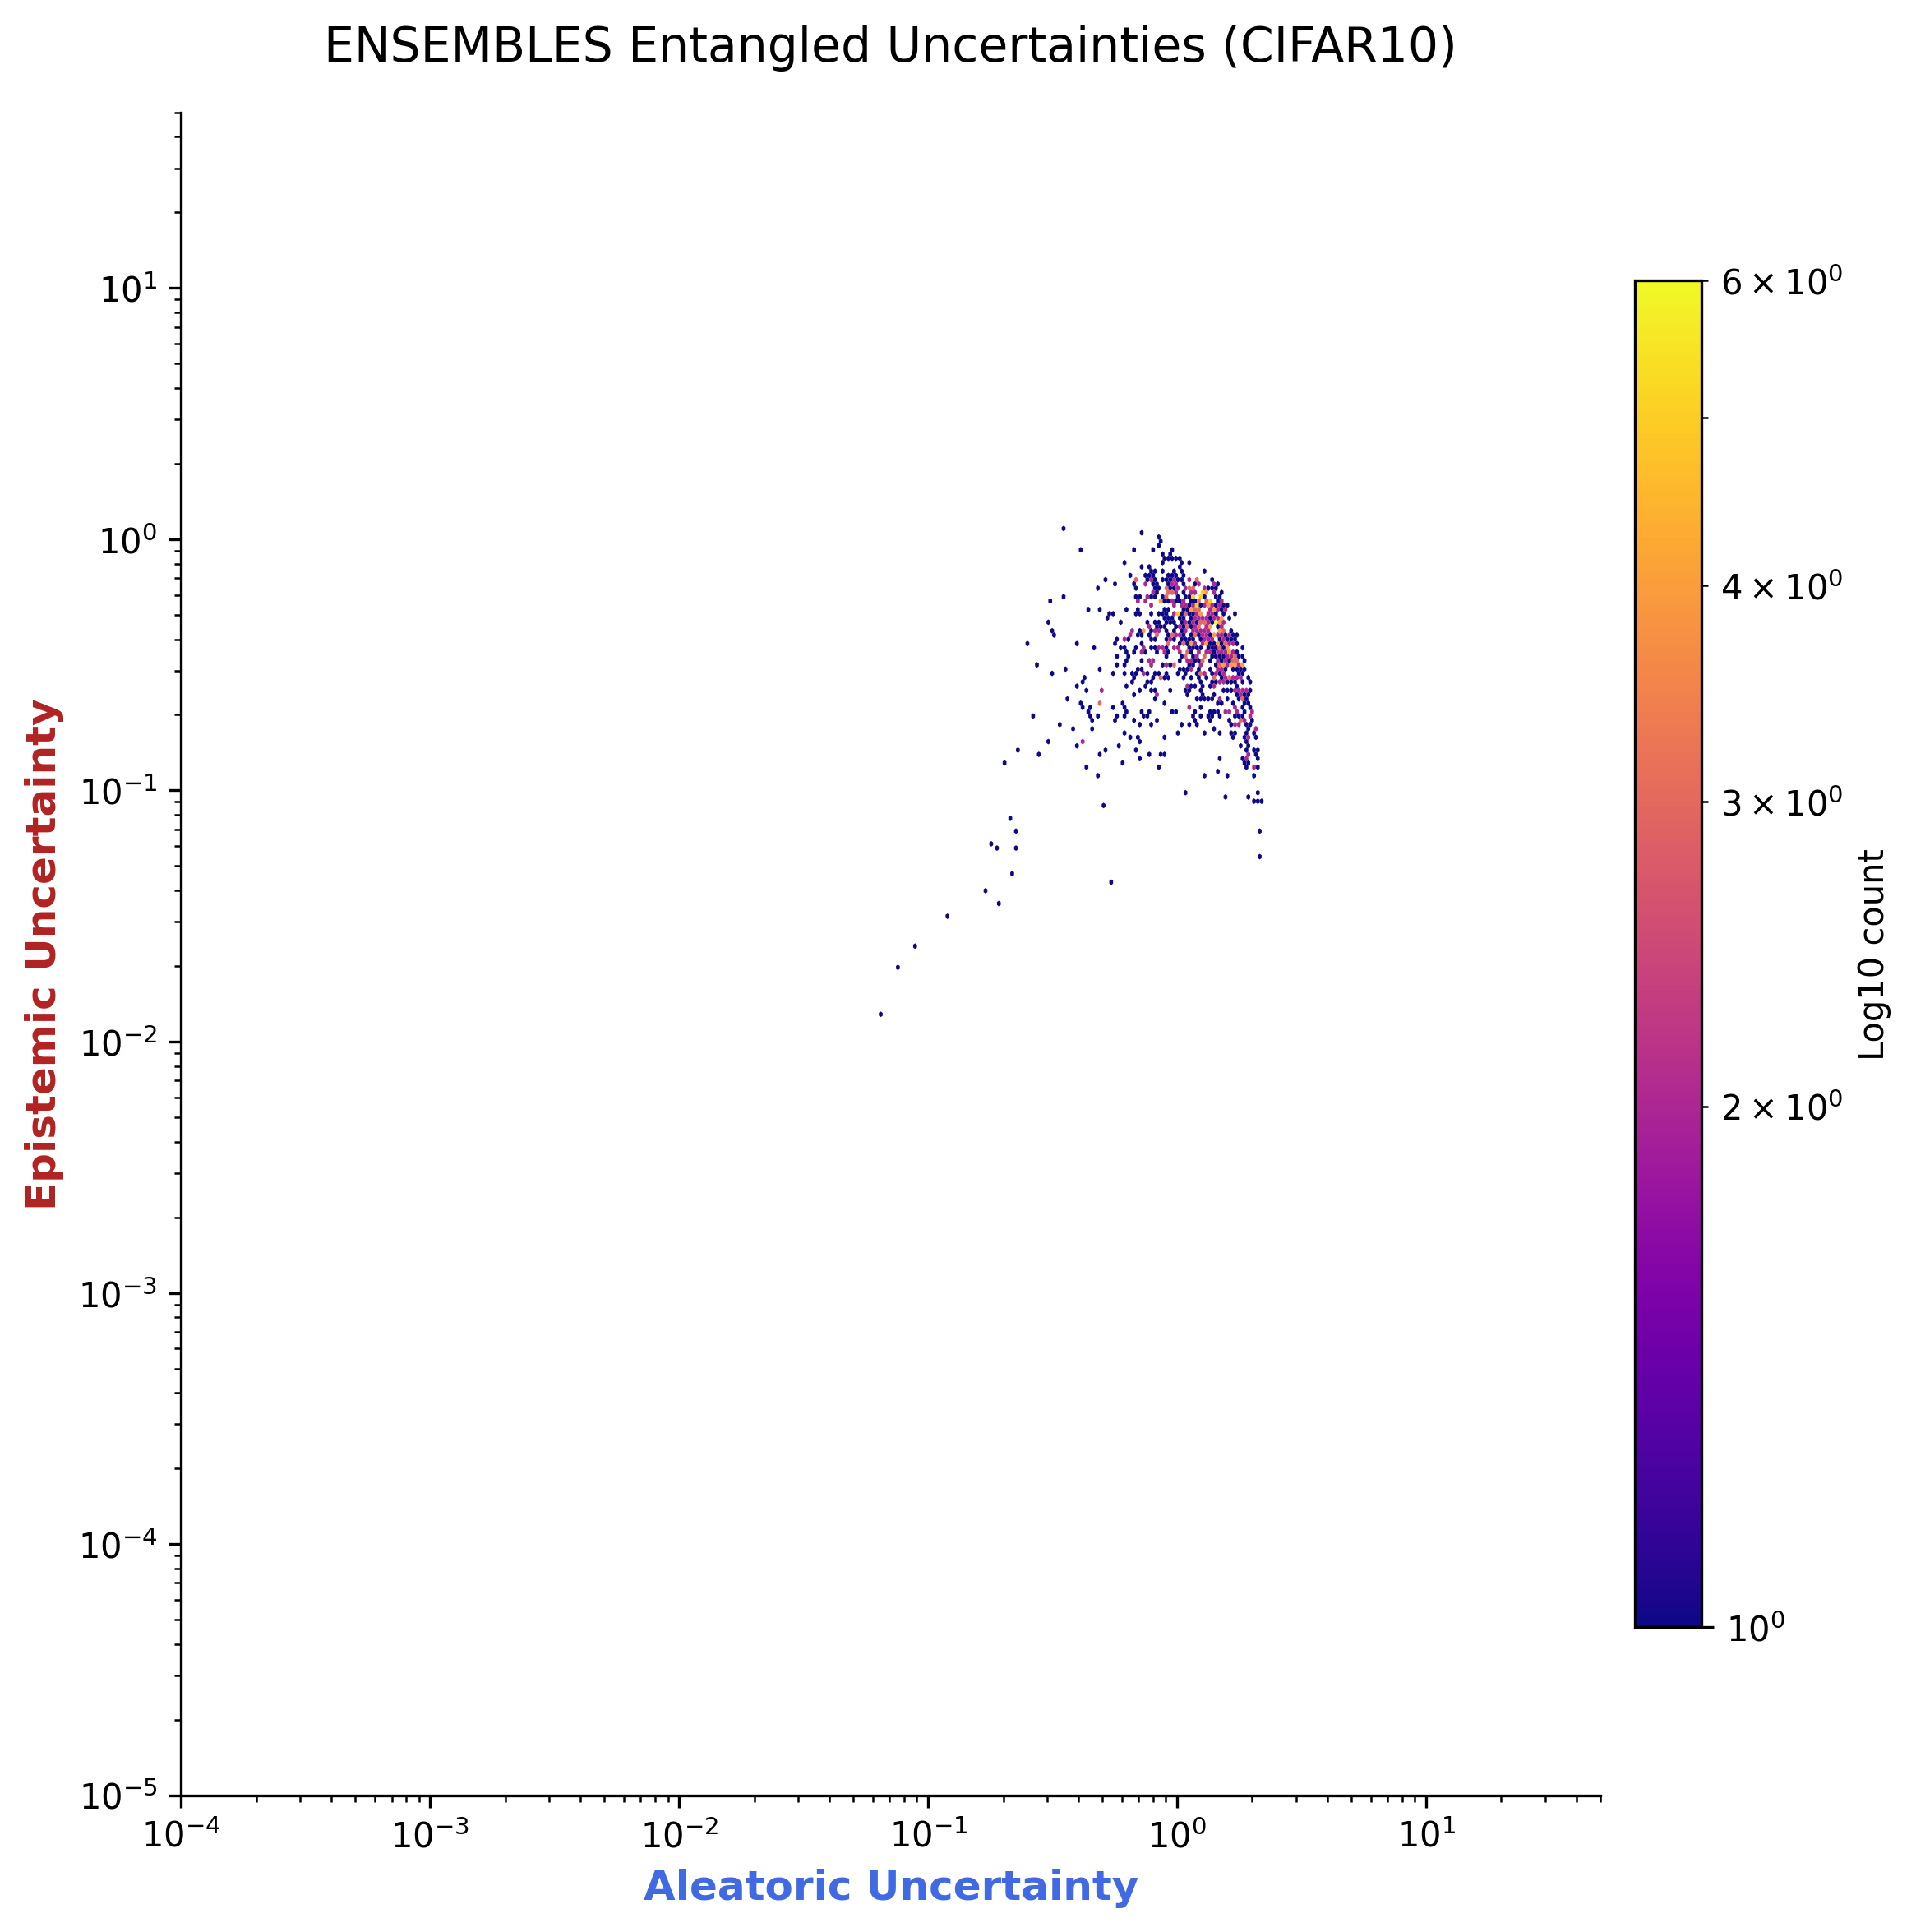 ENSEMBLES Entangled Uncertainties (CIFAR10)
Epistemic Uncertainty
10¹
10⁰
10⁻¹
10⁻²
10⁻³
10⁻⁴
10⁻⁵
10⁻⁴
10⁻³
10⁻²
10⁻¹
10⁰
10¹
Aleatoric Uncertainty
6 × 10⁰
4 × 10⁰
3 × 10⁰
2 × 10⁰
10⁰
Log10 count